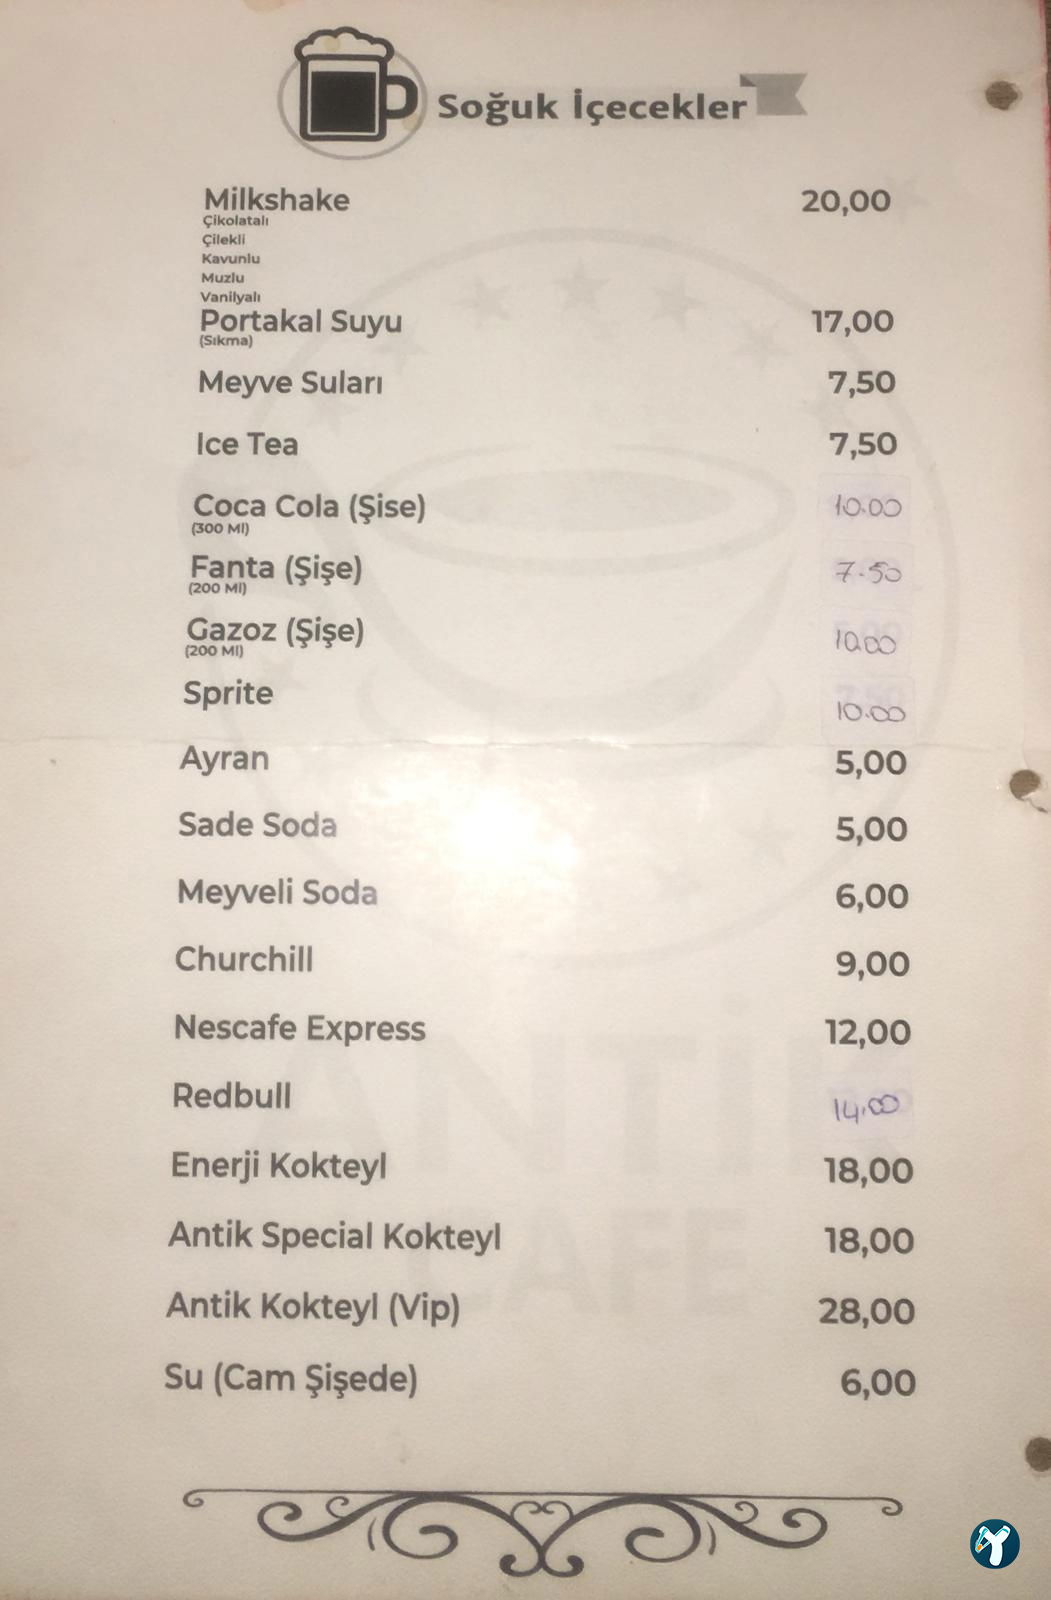 Soğuk İçecekler
Milkshake 20,00
Çikolatalı
Çilekli
Kavunlu
Muzlu
Vanilyalı
Portakal Suyu 17,00
(Sıkma)
Meyve Suları 7,50
Ice Tea 7,50
Coca Cola (Şise) 10.00
(300 Ml)
Fanta (Şişe) 7.50
(200 Ml)
Gazoz (Şişe) 10.00
(200 Ml)
Sprite 10.00
Ayran 5,00
Sade Soda 5,00
Meyveli Soda 6,00
Churchill 9,00
Nescafe Express 12,00
Redbull 14,00
Enerji Kokteyl 18,00
Antik Special Kokteyl 18,00
Antik Kokteyl (Vip) 28,00
Su (Cam Şişede) 6,00
ANTİK
CAFE